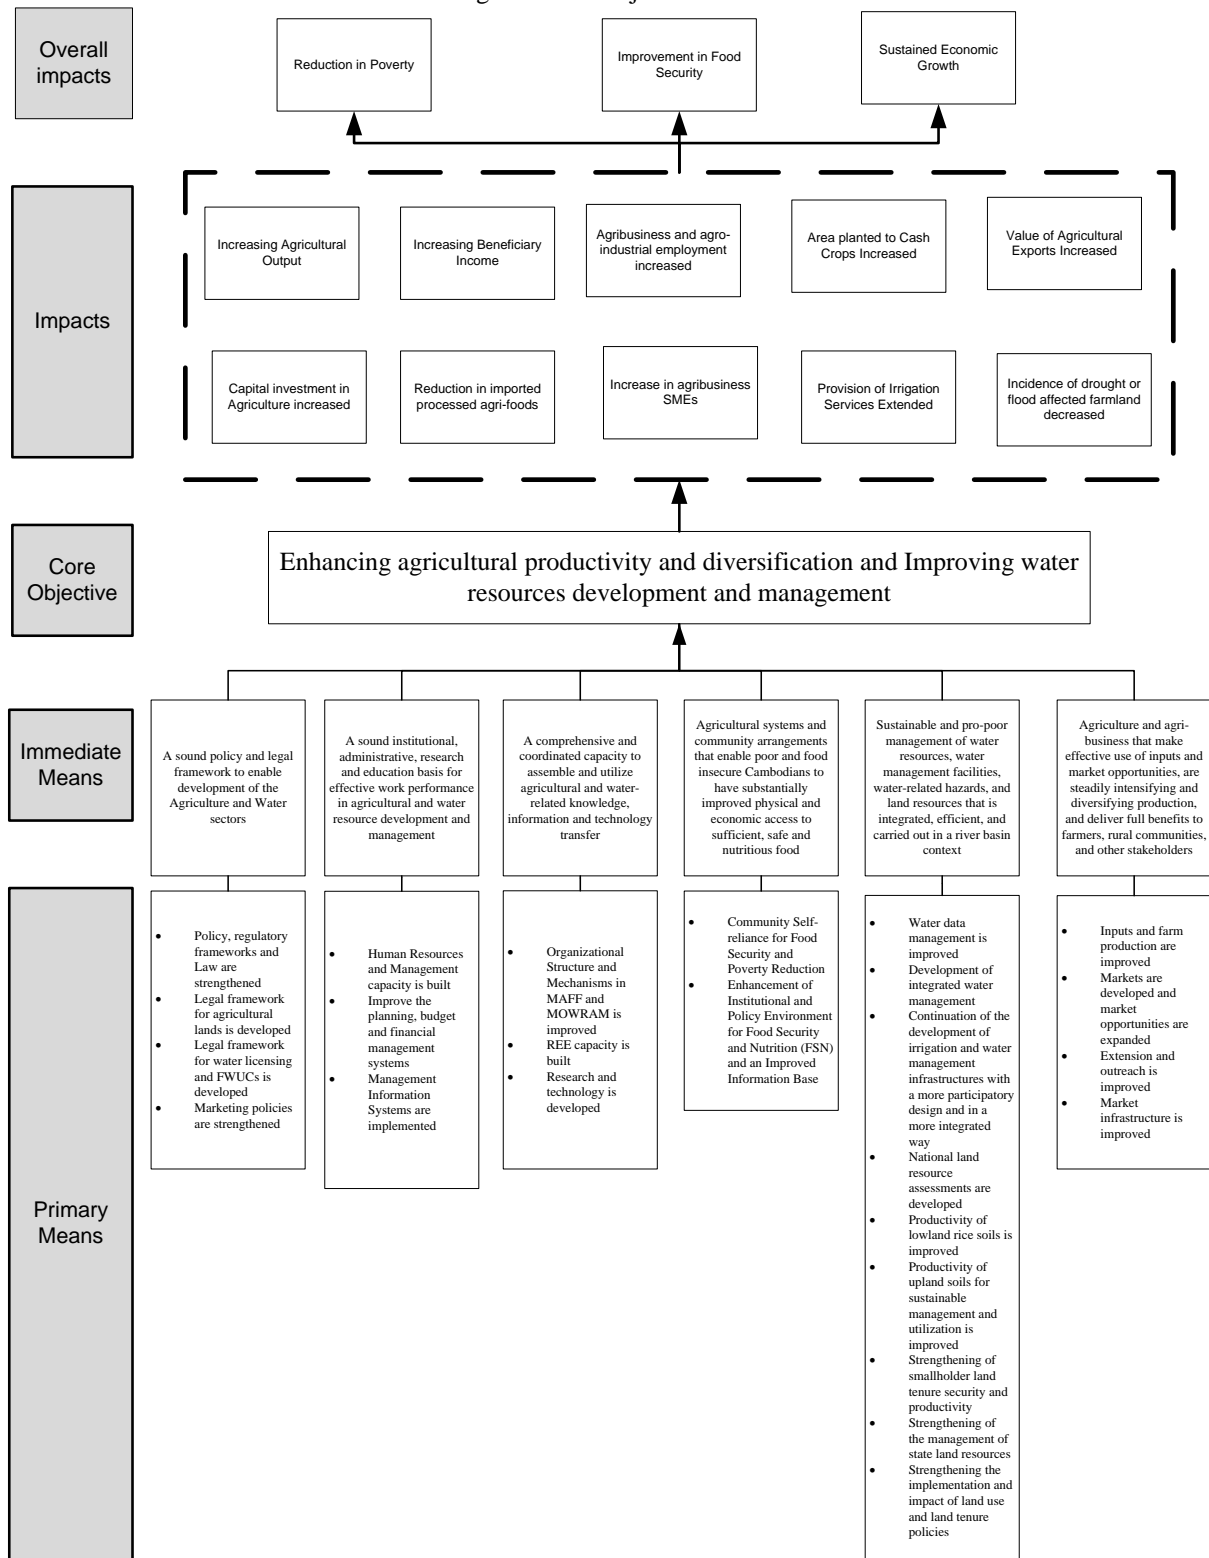 Overall
impacts
Reduction in Poverty
Improvement in Food
Security
Sustained Economic
Growth
Impacts
Increasing Agricultural
Output
Increasing Beneficiary
Income
Agribusiness and agro-
industrial employment
increased
Area planted to Cash
Crops Increased
Value of Agricultural
Exports Increased
Capital investment in
Agriculture increased
Reduction in imported
processed agri-foods
Increase in agribusiness
SMEs
Provision of Irrigation
Services Extended
Incidence of drought or
flood affected farmland
decreased
Core
Objective
Enhancing agricultural productivity and diversification and Improving water
resources development and management
Immediate
Means
A sound policy and legal
framework to enable
development of the
Agriculture and Water
sectors
A sound institutional,
administrative, research
and education basis for
effective work performance
in agricultural and water
resource development and
management
A comprehensive and
coordinated capacity to
assemble and utilize
agricultural and water-
related knowledge,
information and technology
transfer
Agricultural systems and
community arrangements
that enable poor and food
insecure Cambodians to
have substantially
improved physical and
economic access to
sufficient, safe and
nutritious food
Sustainable and pro-poor
management of water
resources, water
management facilities,
water-related hazards, and
land resources that is
integrated, efficient, and
carried out in a river basin
context
Agriculture and agri-
business that make
effective use of inputs and
market opportunities, are
steadily intensifying and
diversifying production,
and deliver full benefits to
farmers, rural communities,
and other stakeholders
Primary
Means
• Policy, regulatory
frameworks and
Law are
strengthened
• Legal framework
for agricultural
lands is developed
• Legal framework
for water licensing
and FWUCs is
developed
• Marketing policies
are strengthened
• Human Resources
and Management
capacity is built
• Improve the
planning, budget
and financial
management
systems
• Management
Information
Systems are
implemented
• Organizational
Structure and
Mechanisms in
MAFF and
MOWRAM is
improved
• REE capacity is
built
• Research and
technology is
developed
• Community Self-
reliance for Food
Security and
Poverty Reduction
• Enhancement of
Institutional and
Policy Environment
for Food Security
and Nutrition (FSN)
and an Improved
Information Base
• Water data
management is
improved
• Development of
integrated water
management
• Continuation of the
development of
irrigation and water
management
infrastructures with
a more participatory
design and in a
more integrated
way
• National land
resource
assessments are
developed
• Productivity of
lowland rice soils is
improved
• Productivity of
upland soils for
sustainable
management and
utilization is
improved
• Strengthening of
smallholder land
tenure security and
productivity
• Strengthening of
the management of
state land resources
• Strengthening the
implementation and
impact of land use
and land tenure
policies
• Inputs and farm
production are
improved
• Markets are
developed and
market
opportunities are
expanded
• Extension and
outreach is
improved
• Market
infrastructure is
improved